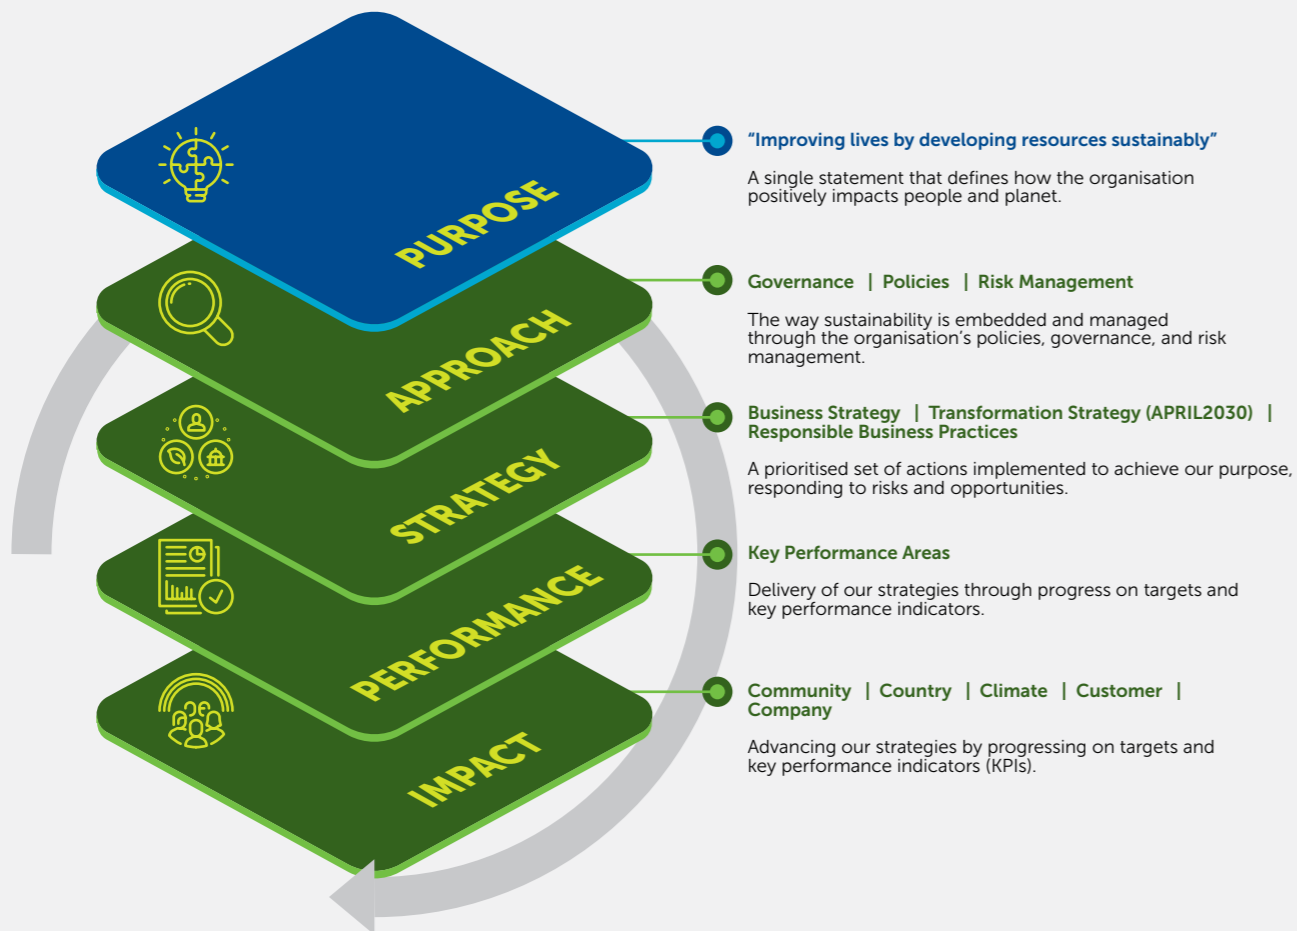 PURPOSE
“Improving lives by developing resources sustainably”
A single statement that defines how the organisation
positively impacts people and planet.
APPROACH
Governance | Policies | Risk Management
The way sustainability is embedded and managed
through the organisation’s policies, governance, and risk
management.
STRATEGY
Business Strategy | Transformation Strategy (APRIL2030) |
Responsible Business Practices
A prioritised set of actions implemented to achieve our purpose,
responding to risks and opportunities.
PERFORMANCE
Key Performance Areas
Delivery of our strategies through progress on targets and
key performance indicators.
IMPACT
Community | Country | Climate | Customer |
Company
Advancing our strategies by progressing on targets and
key performance indicators (KPIs).